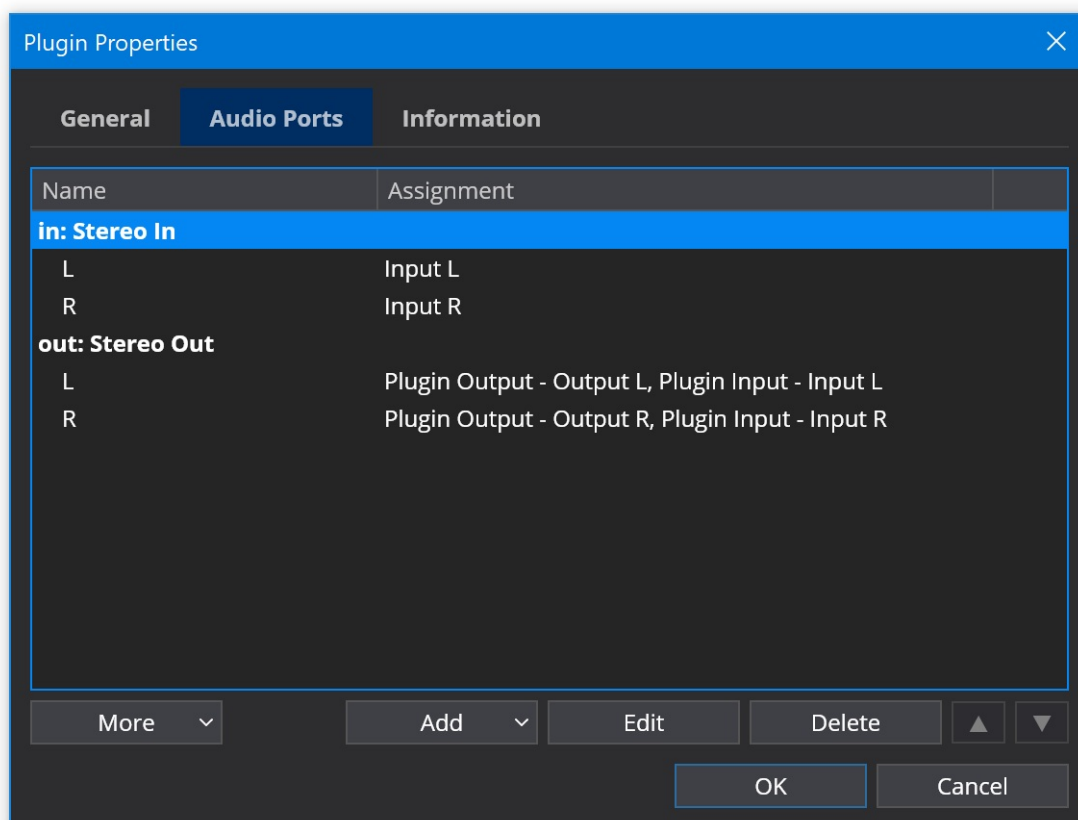 Plugin Properties
General Audio Ports Information
Name Assignment
in: Stereo In
L Input L
R Input R
out: Stereo Out
L Plugin Output - Output L, Plugin Input - Input L
R Plugin Output - Output R, Plugin Input - Input R
More Add Edit Delete
OK Cancel